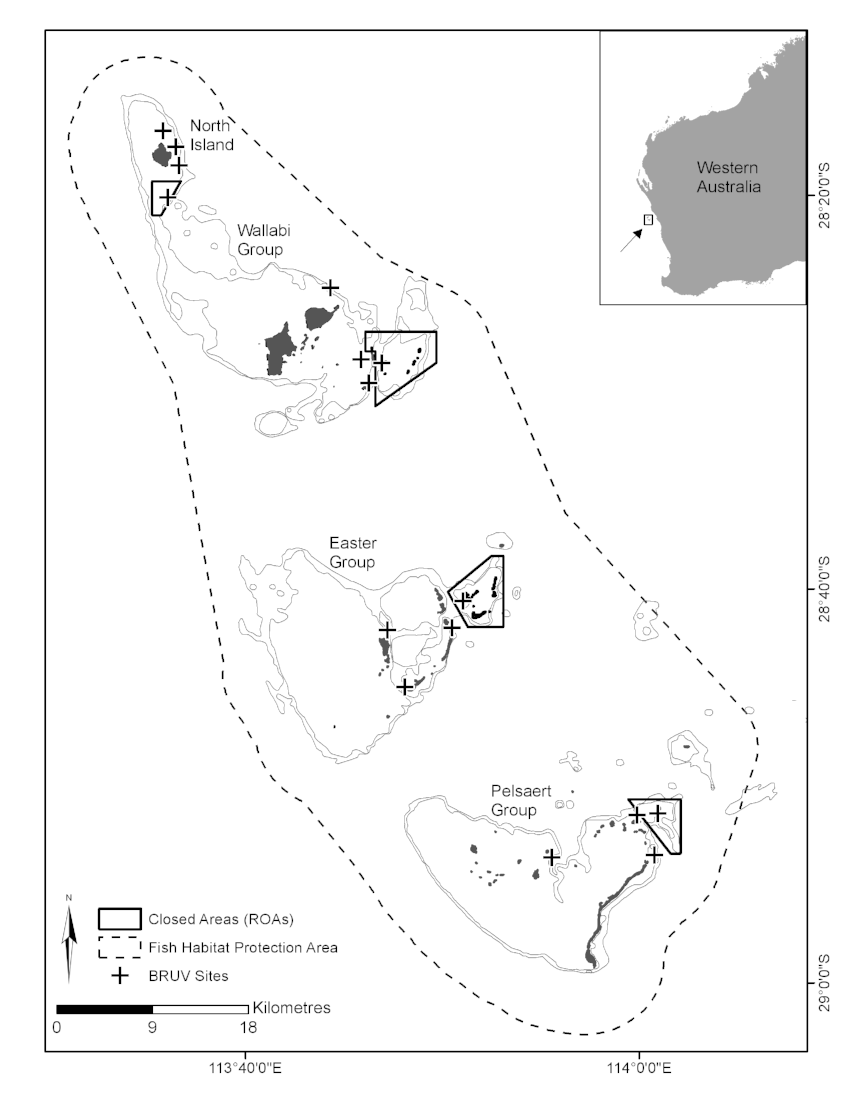 North
Island
Wallabi
Group
Western
Australia
28°20'0"S
Easter
Group
28°40'0"S
Pelsaert
Group
29°0'0"S
N
Closed Areas (ROAs)
Fish Habitat Protection Area
BRUV Sites
Kilometres
0 9 18
113°40'0"E 114°0'0"E